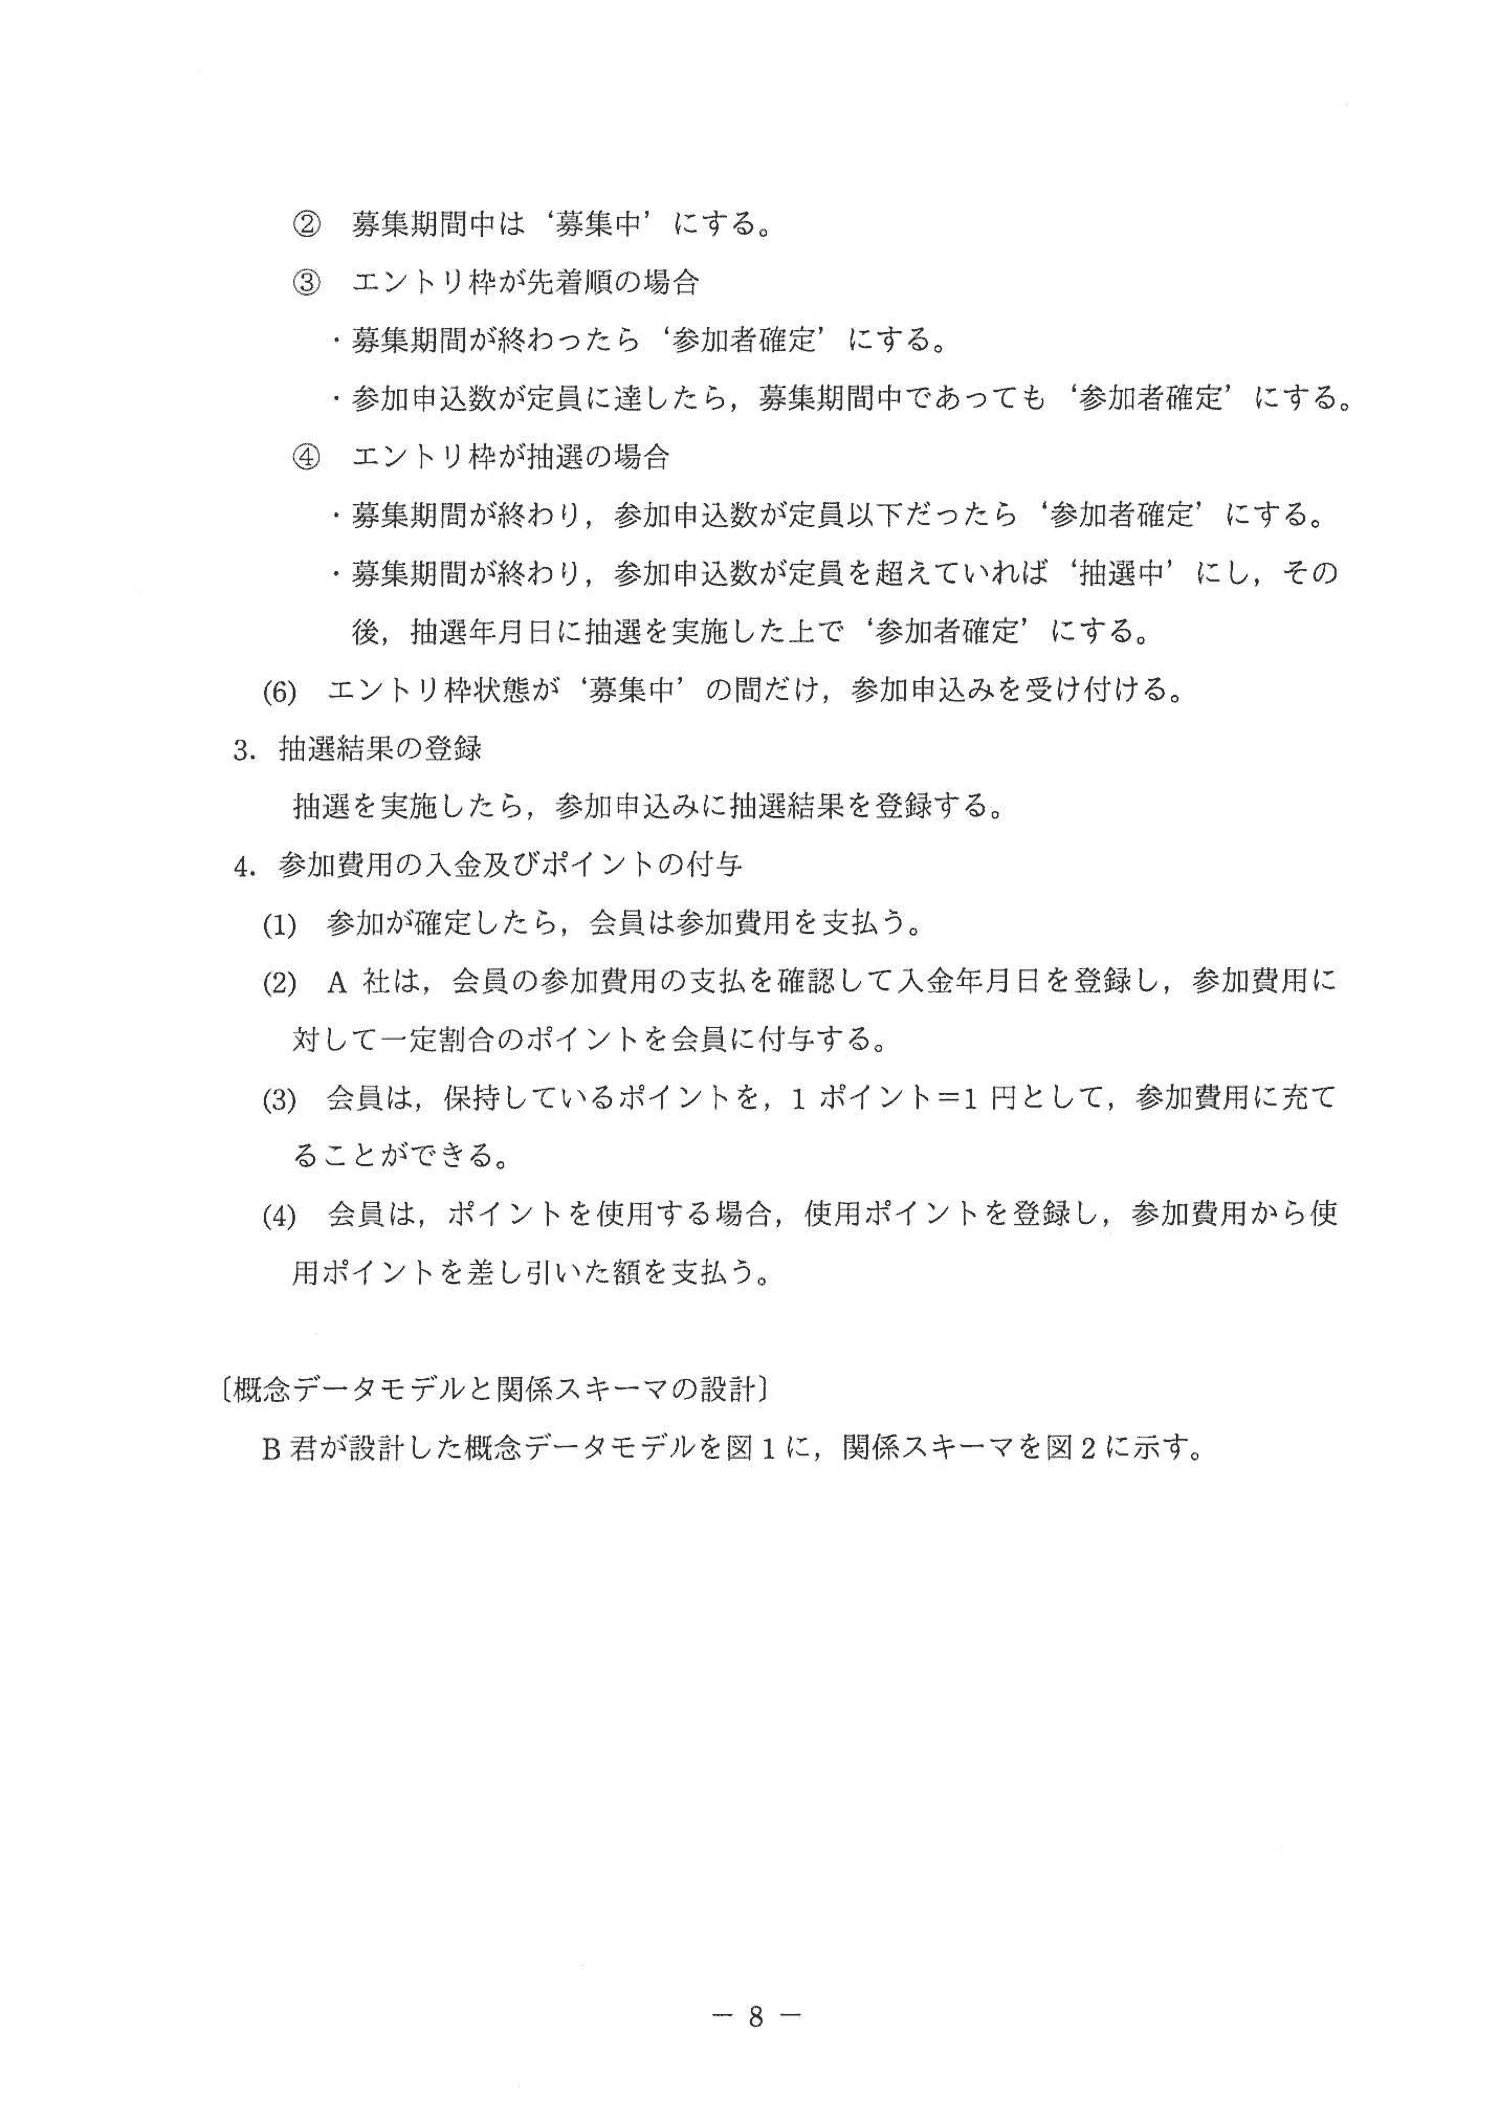 ② 募集期間中は‘募集中’にする。
③ エントリ枠が先着順の場合
・募集期間が終わったら‘参加者確定’にする。
・参加申込数が定員に達したら，募集期間中であっても‘参加者確定’にする。
④ エントリ枠が抽選の場合
・募集期間が終わり，参加申込数が定員以下だったら‘参加者確定’にする。
・募集期間が終わり，参加申込数が定員を超えていれば‘抽選中’にし，その
後，抽選年月日に抽選を実施した上で‘参加者確定’にする。
(6) エントリ枠状態が‘募集中’の間だけ，参加申込みを受け付ける。
3. 抽選結果の登録
抽選を実施したら，参加申込みに抽選結果を登録する。
4. 参加費用の入金及びポイントの付与
(1) 参加が確定したら，会員は参加費用を支払う。
(2) A 社は，会員の参加費用の支払を確認して入金年月日を登録し，参加費用に
対して一定割合のポイントを会員に付与する。
(3) 会員は，保持しているポイントを，1 ポイント＝1 円として，参加費用に充て
ることができる。
(4) 会員は，ポイントを使用する場合，使用ポイントを登録し，参加費用から使
用ポイントを差し引いた額を支払う。
〔概念データモデルと関係スキーマの設計〕
B 君が設計した概念データモデルを図 1 に，関係スキーマを図 2 に示す。
－ 8 －